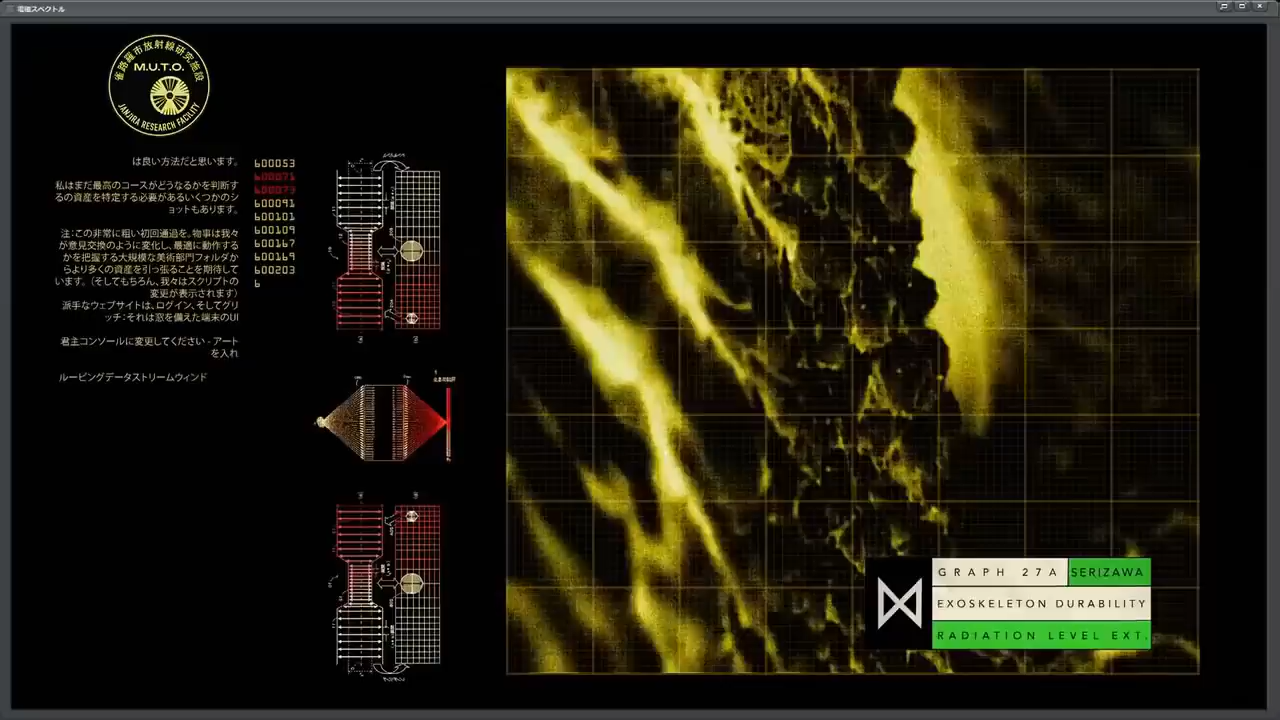 電磁スペクトル
雀路羅市放射線研究施設
M.U.T.O.
JANJIRA RESEARCH FACILITY
は良い方法だと思います。
私はまだ最高のコースがどうなるかを判断す
るの資産を特定する必要があるいくつかのシ
ョットもあります。
注:この非常に粗い初回通過を。物事は我々
が意見交換のように変化し、最適に動作する
かを把握する大規模な美術部門フォルダか
らより多くの資産を引っ張ることを期待して
います。（そしてもちろん、我々はスクリプトの
変更が表示されます）
派手なウェブサイトは、ログイン、そしてグリ
ッチ：それは窓を備えた端末のUI
君主コンソールに変更してください - アート
を入れ
ルーピングデータストリームウィンド
600053
600071
600073
600091
600101
600109
600167
600169
600203
6
GRAPH 27A
SERIZAWA
EXOSKELETON DURABILITY
RADIATION LEVEL EXT.